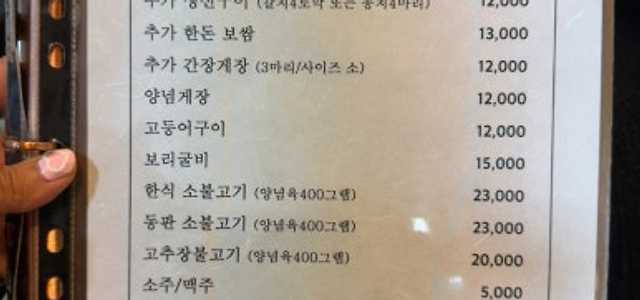 추가 생선구이 (갈치4토막 또는 꽁치4마리) 12,000
추가 한돈 보쌈 13,000
추가 간장게장 (3마리/사이즈 소) 12,000
양념게장 12,000
고등어구이 12,000
보리굴비 15,000
한식 소불고기 (양념육400그램) 23,000
동판 소불고기 (양념육400그램) 23,000
고추장불고기 (양념육400그램) 20,000
소주/맥주 5,000